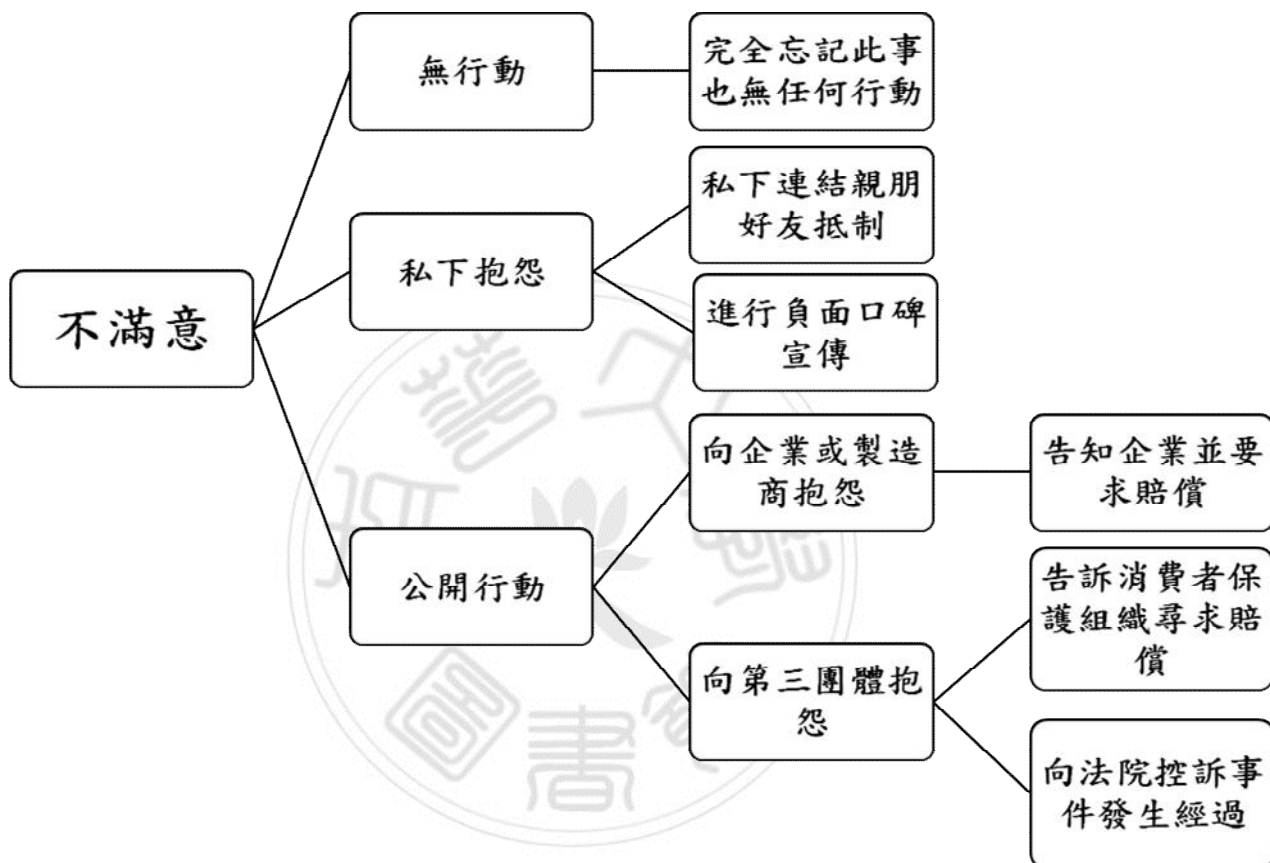 無行動
完全忘記此事
也無任何行動
私下連結親朋
好友抵制
私下抱怨
不滿意
進行負面口碑
宣傳
向企業或製造
商抱怨
告知企業並要
求賠償
公開行動
告訴消費者保
護組織尋求賠
償
向第三團體抱
怨
向法院控訴事
件發生經過
書